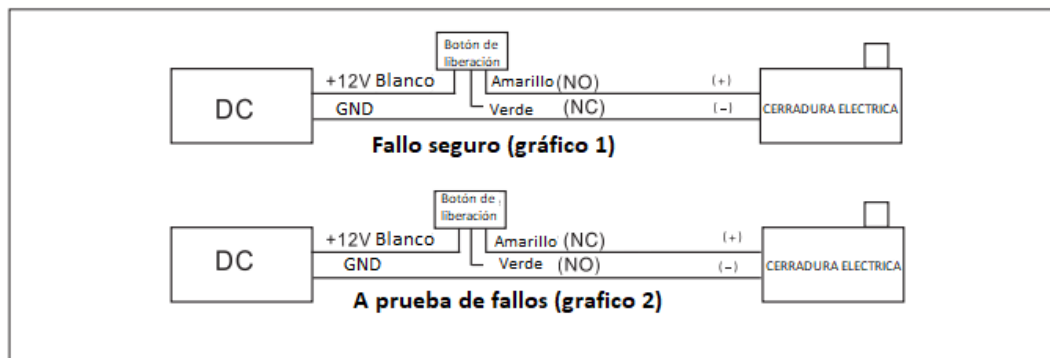 Botón de
liberación
+12V Blanco
Amarillo (NO)
(+)
DC
GND
Verde (NC)
(-)
CERRADURA ELECTRICA
Fallo seguro (gráfico 1)
Botón de
liberación
+12V Blanco
Amarillo (NC)
(+)
DC
GND
Verde (NO)
(-)
CERRADURA ELECTRICA
A prueba de fallos (grafico 2)